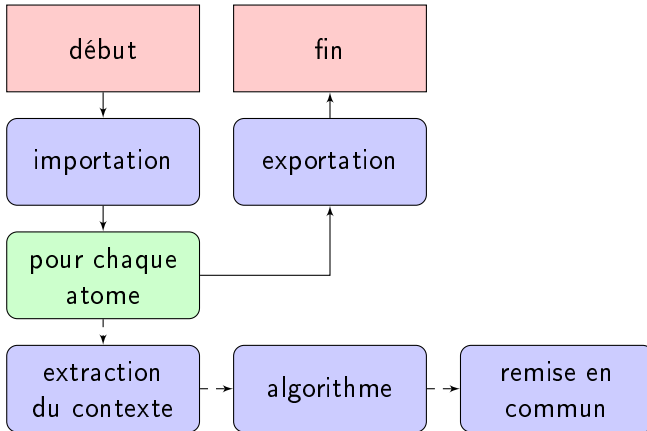 début
fin
importation
exportation
pour chaque
atome
extraction
du contexte
algorithme
remise en
commun